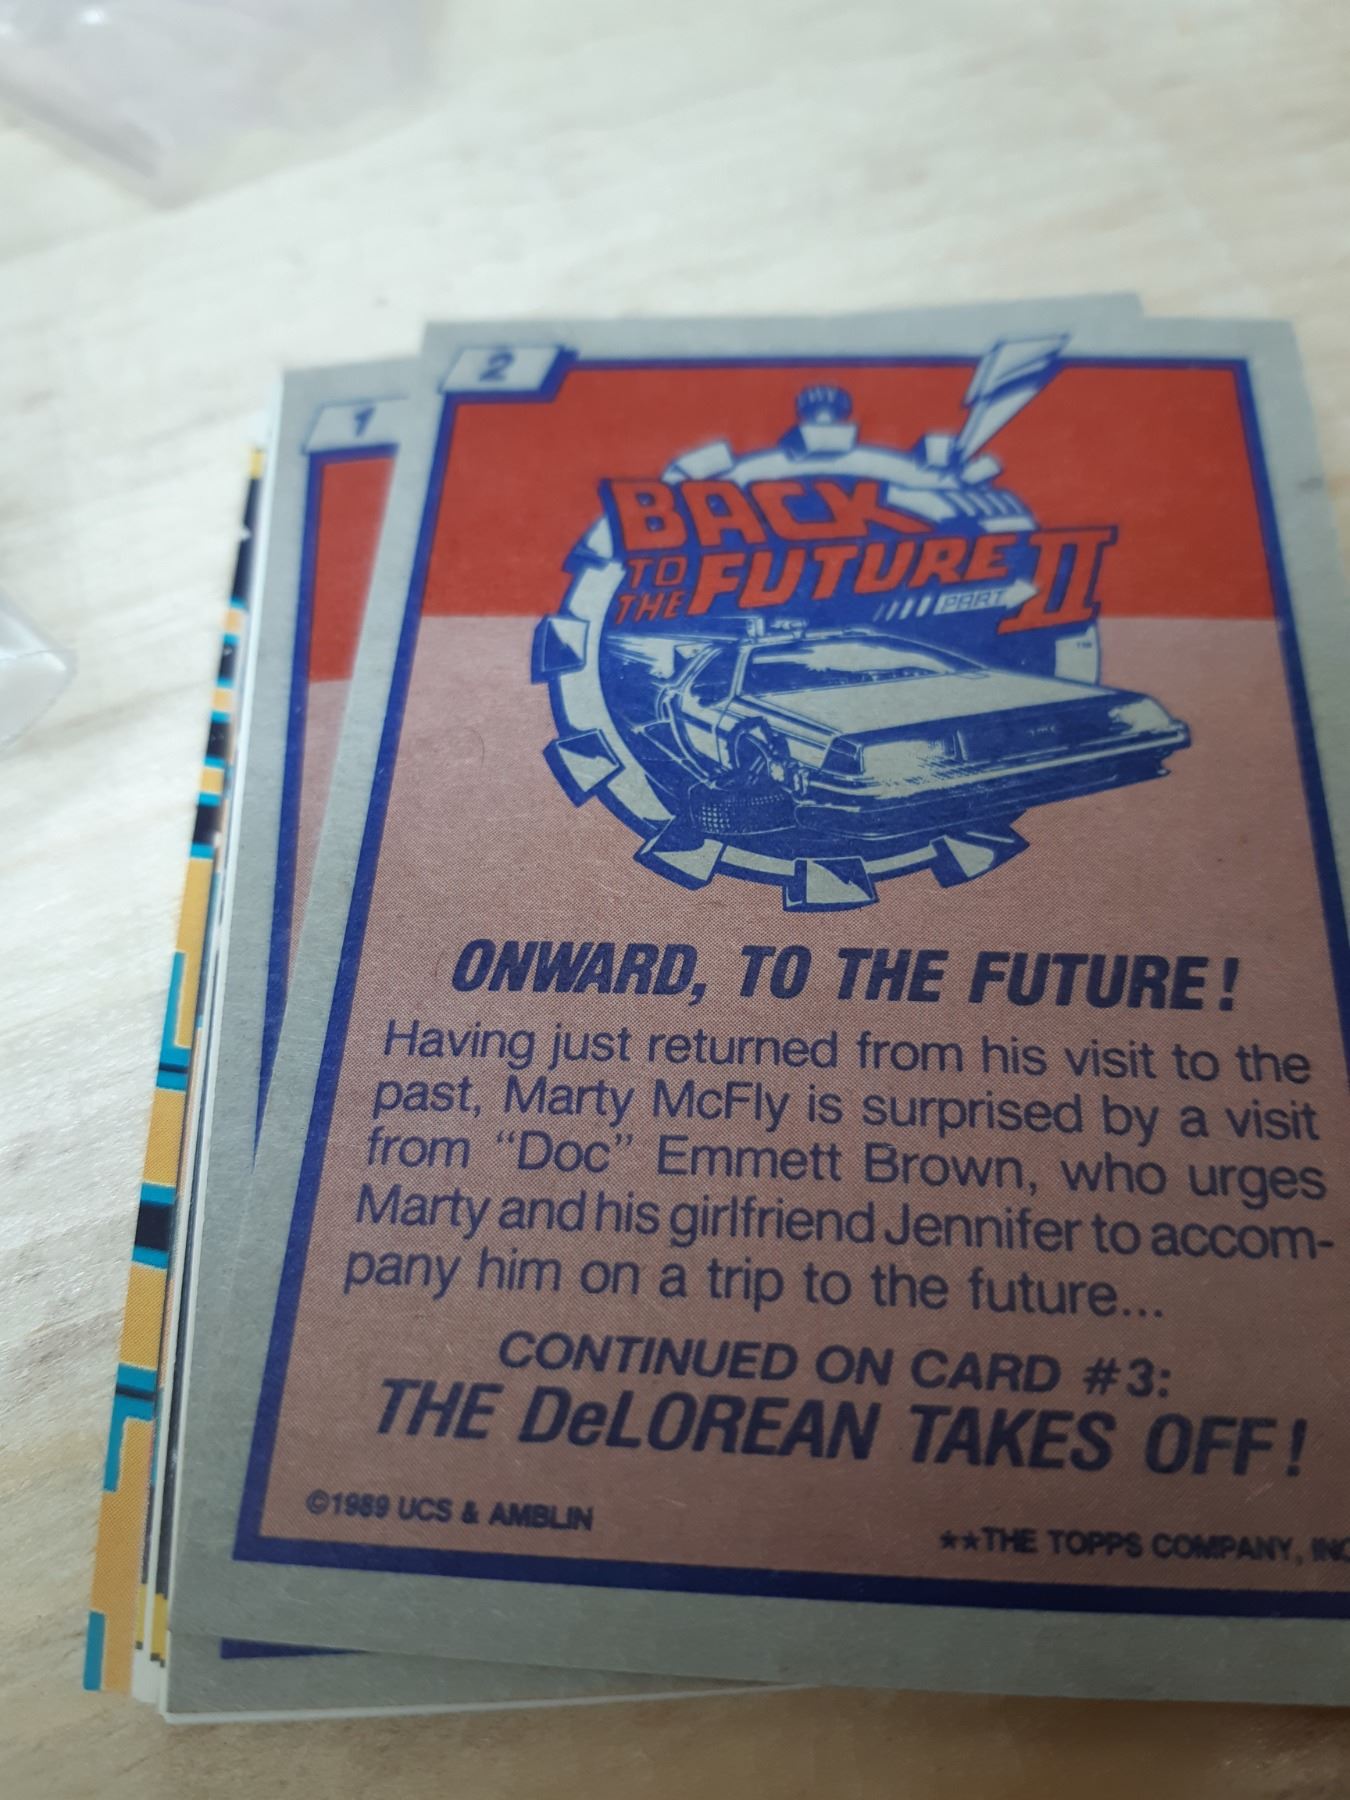 2
1
BACK
TO THE FUTURE II
PART
TM
ONWARD, TO THE FUTURE!
Having just returned from his visit to the
past, Marty McFly is surprised by a visit
from "Doc" Emmett Brown, who urges
Marty and his girlfriend Jennifer to accom-
pany him on a trip to the future...
CONTINUED ON CARD #3:
THE DeLOREAN TAKES OFF!
©1989 UCS & AMBLIN
**THE TOPPS COMPANY, INC